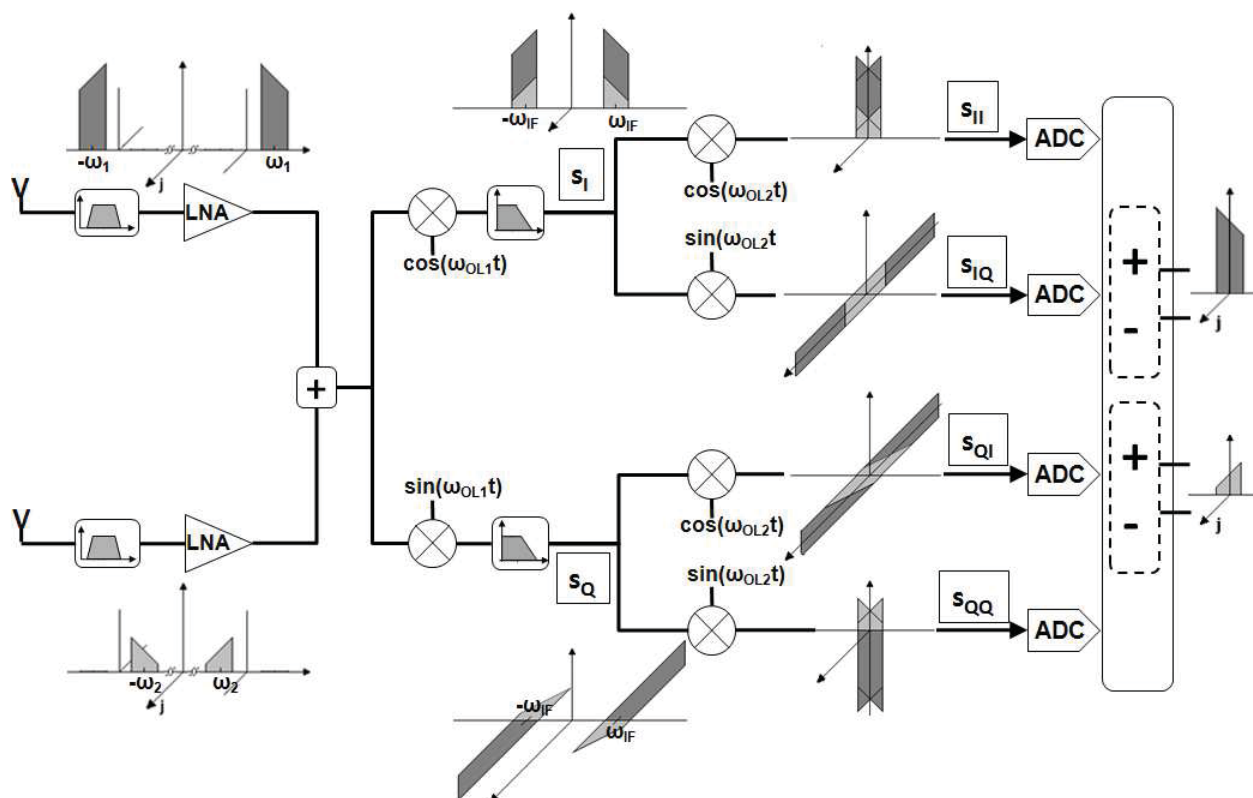 -ω1
ω1
j
-ωIF
ωIF
LNA
cos(ωOL1t)
sI
cos(ωOL2t)
sII
ADC
sin(ωOL2t
sIQ
ADC
+
-
j
+
sin(ωOL1t)
LNA
sQ
cos(ωOL2t)
sQI
ADC
+
-
j
sin(ωOL2t)
sQQ
ADC
-ω2
ω2
j
-ωIF
ωIF